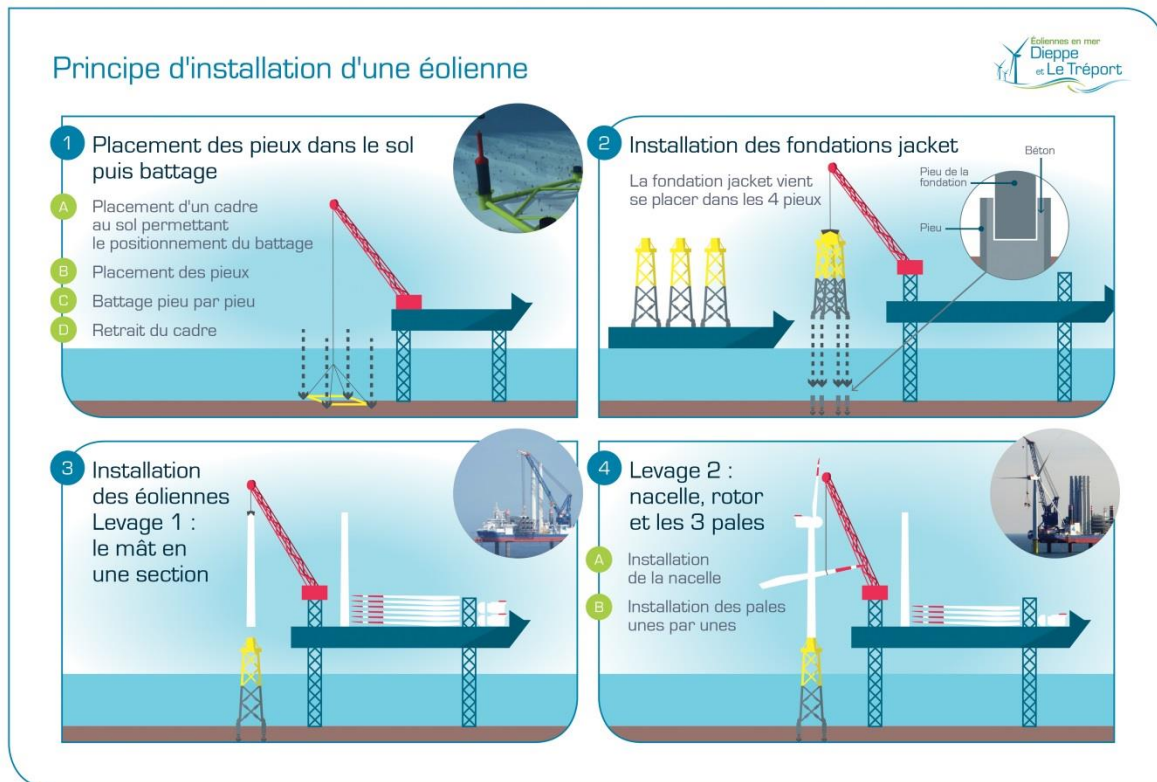 Principe d'installation d'une éolienne
Éoliennes en mer
Dieppe
et Le Tréport
1
Placement des pieux dans le sol
puis battage
A
Placement d'un cadre
au sol permettant
le positionnement du battage
B
Placement des pieux
C
Battage pieu par pieu
D
Retrait du cadre
2
Installation des fondations jacket
La fondation jacket vient
se placer dans les 4 pieux
Béton
Pieu de la
fondation
Pieu
3
Installation
des éoliennes
Levage 1 :
le mât en
une section
4
Levage 2 :
nacelle, rotor
et les 3 pales
A
Installation
de la nacelle
B
Installation des pales
unes par unes